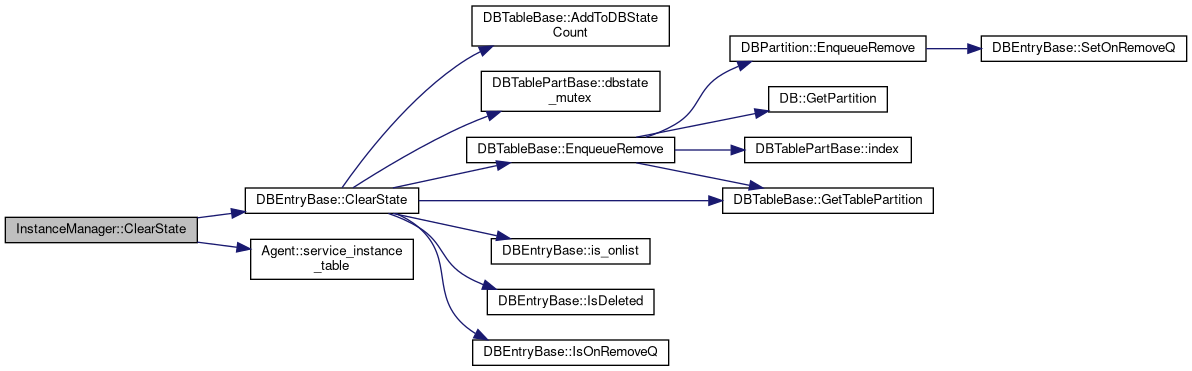 InstanceManager::ClearState
DBEntryBase::ClearState
Agent::service_instance
_table
DBTableBase::AddToDBState
Count
DBTablePartBase::dbstate
_mutex
DBTableBase::EnqueueRemove
DBEntryBase::is_onlist
DBEntryBase::IsDeleted
DBEntryBase::IsOnRemoveQ
DBPartition::EnqueueRemove
DB::GetPartition
DBTablePartBase::index
DBTableBase::GetTablePartition
DBEntryBase::SetOnRemoveQ